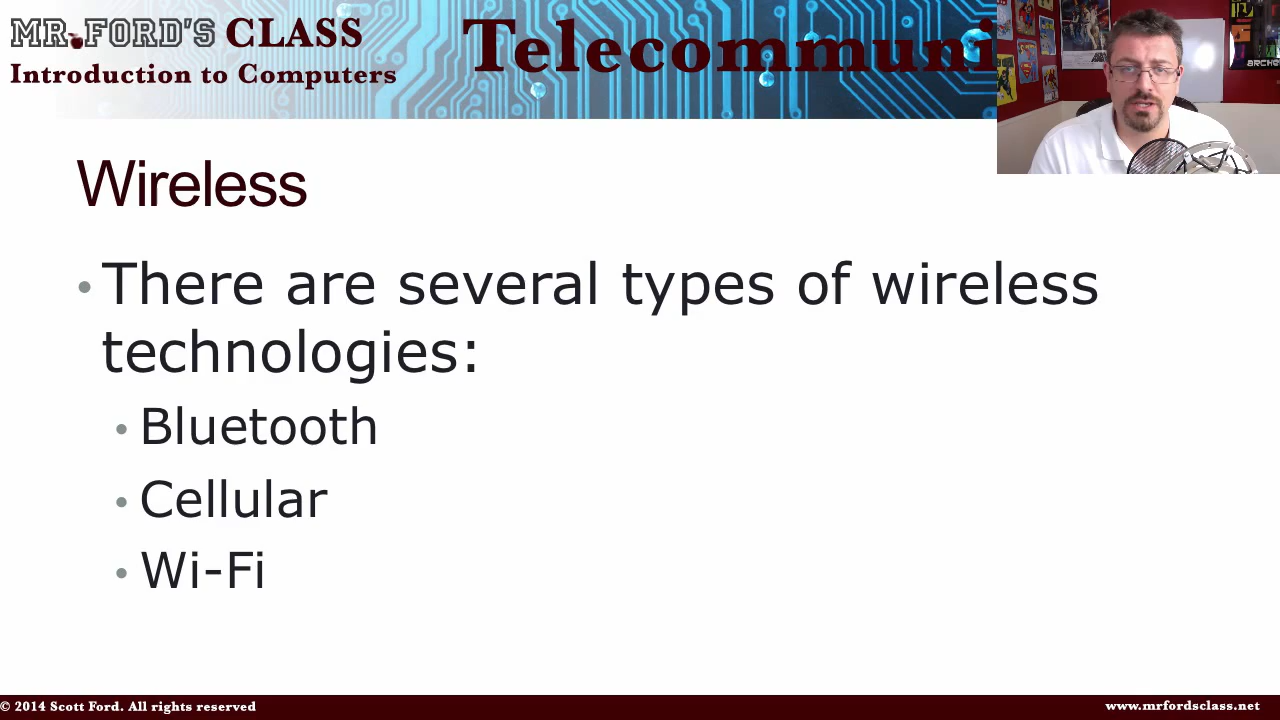 MR.FORD'S CLASS
Introduction to Computers
Telecommuni
ARCHE
Wireless
• There are several types of wireless
technologies:
• Bluetooth
• Cellular
• Wi-Fi
© 2014 Scott Ford. All rights reserved
www.mrfordsclass.net